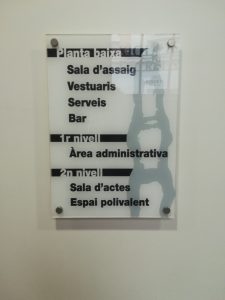 Planta baixa
Sala d'assaig
Vestuaris
Serveis
Bar
1r nivell
Àrea administrativa
2n nivell
Sala d'actes
Espai polivalent